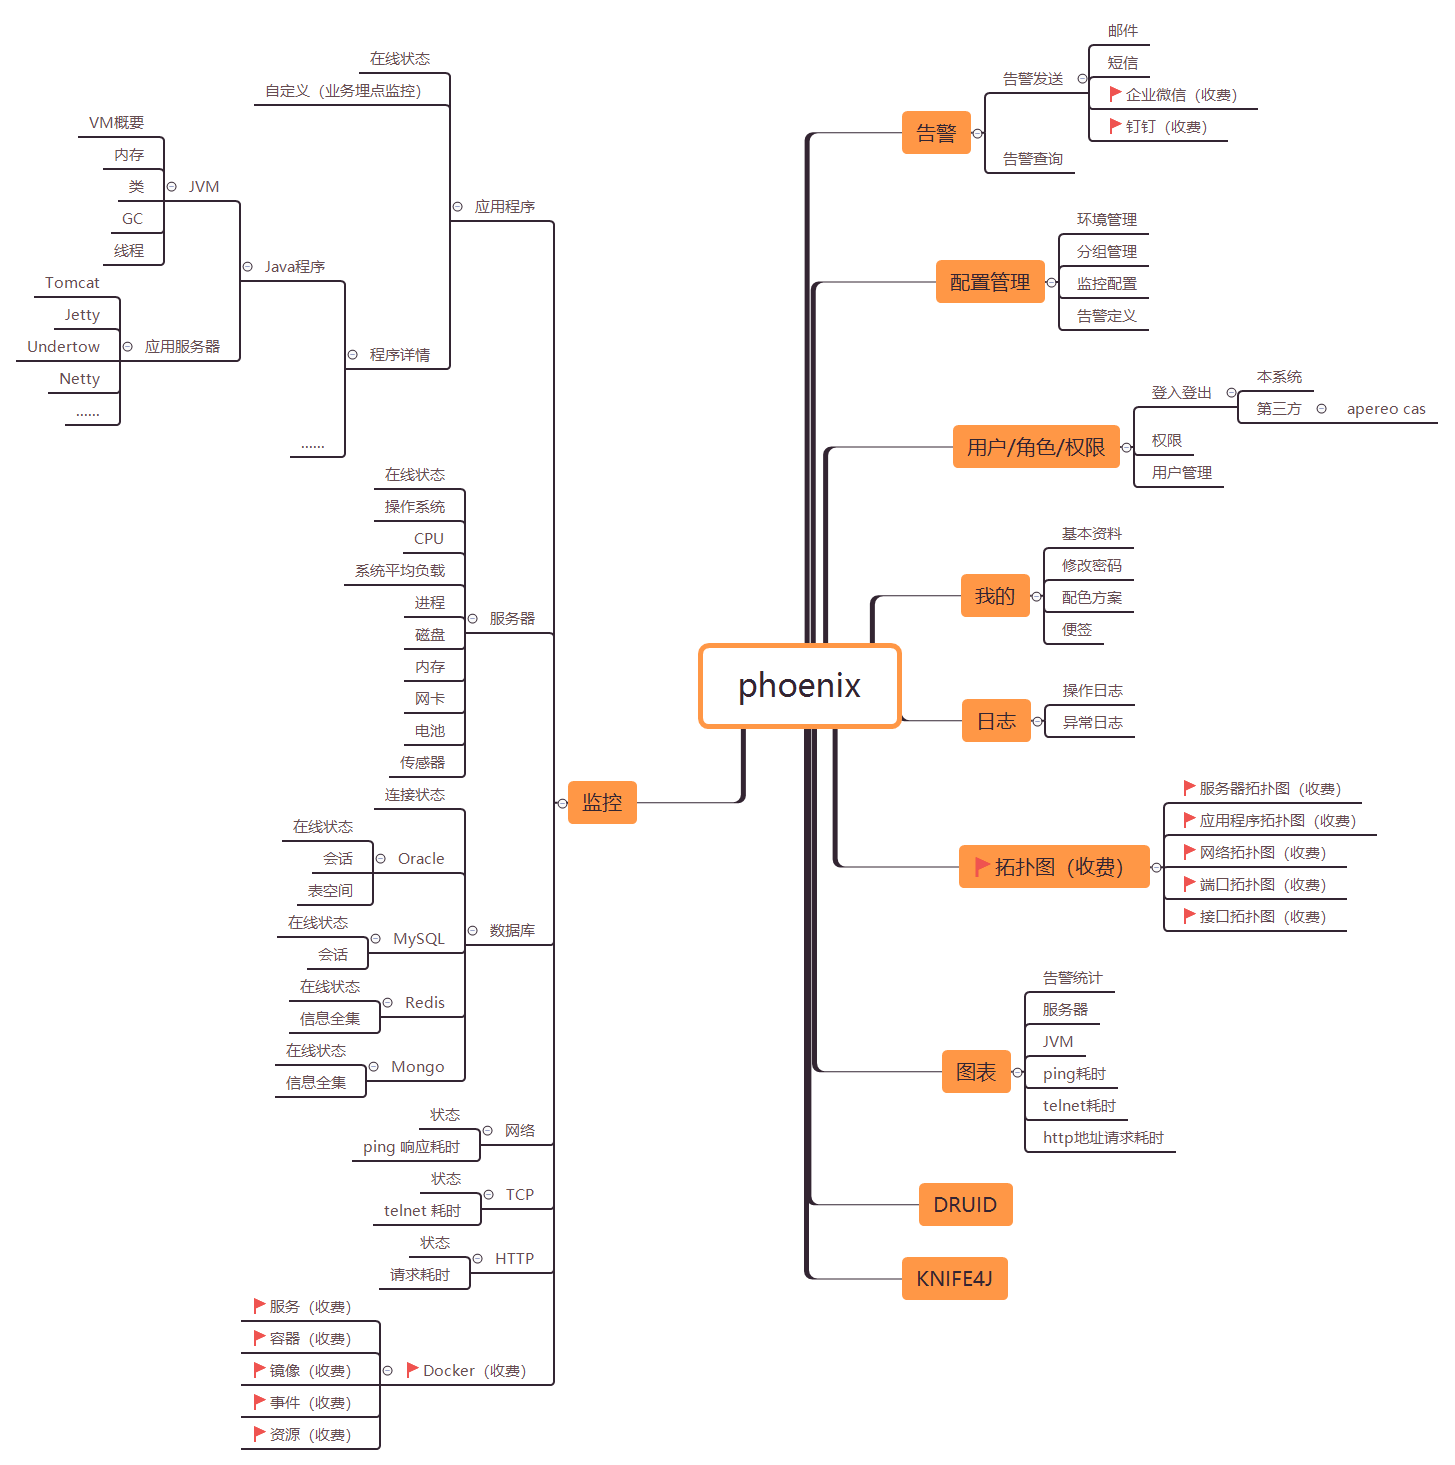 phoenix
告警
告警发送
邮件
短信
企业微信（收费）
钉钉（收费）
告警查询
配置管理
环境管理
分组管理
监控配置
告警定义
用户/角色/权限
登入登出
本系统
第三方
apereo cas
权限
用户管理
我的
基本资料
修改密码
配色方案
便签
日志
操作日志
异常日志
拓扑图（收费）
服务器拓扑图（收费）
应用程序拓扑图（收费）
网络拓扑图（收费）
端口拓扑图（收费）
接口拓扑图（收费）
图表
告警统计
服务器
JVM
ping耗时
telnet耗时
http地址请求耗时
DRUID
KNIFE4J
监控
应用程序
在线状态
自定义（业务埋点监控）
程序详情
Java程序
JVM
VM概要
内存
类
GC
线程
应用服务器
Tomcat
Jetty
Undertow
Netty
......
......
服务器
在线状态
操作系统
CPU
系统平均负载
进程
磁盘
内存
网卡
电池
传感器
数据库
连接状态
Oracle
在线状态
会话
表空间
MySQL
在线状态
会话
Redis
在线状态
信息全集
Mongo
在线状态
信息全集
网络
状态
ping 响应耗时
TCP
状态
telnet 耗时
HTTP
状态
请求耗时
Docker（收费）
服务（收费）
容器（收费）
镜像（收费）
事件（收费）
资源（收费）